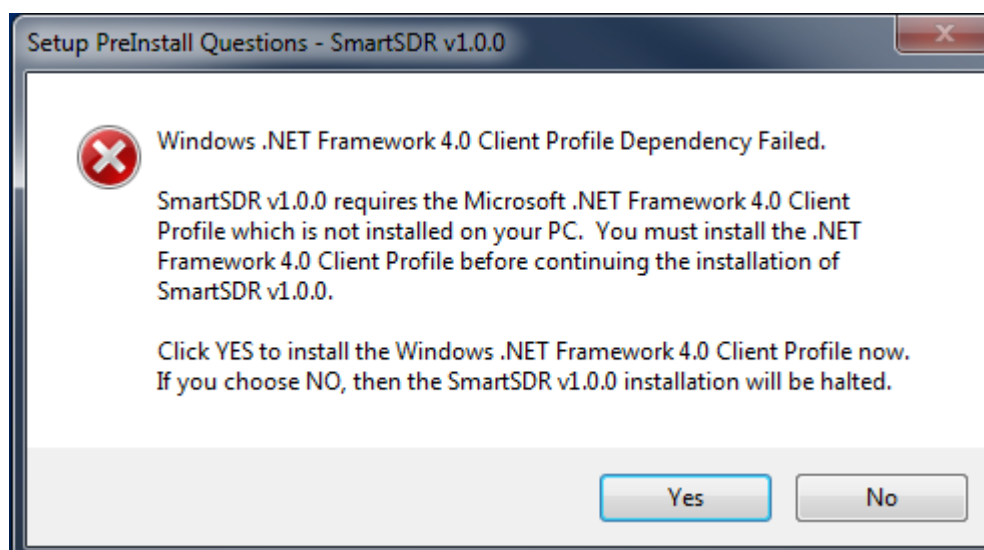 Setup PreInstall Questions - SmartSDR v1.0.0
Windows .NET Framework 4.0 Client Profile Dependency Failed.
SmartSDR v1.0.0 requires the Microsoft .NET Framework 4.0 Client
Profile which is not installed on your PC.  You must install the .NET
Framework 4.0 Client Profile before continuing the installation of
SmartSDR v1.0.0.
Click YES to install the Windows .NET Framework 4.0 Client Profile now.
If you choose NO, then the SmartSDR v1.0.0 installation will be halted.
Yes
No